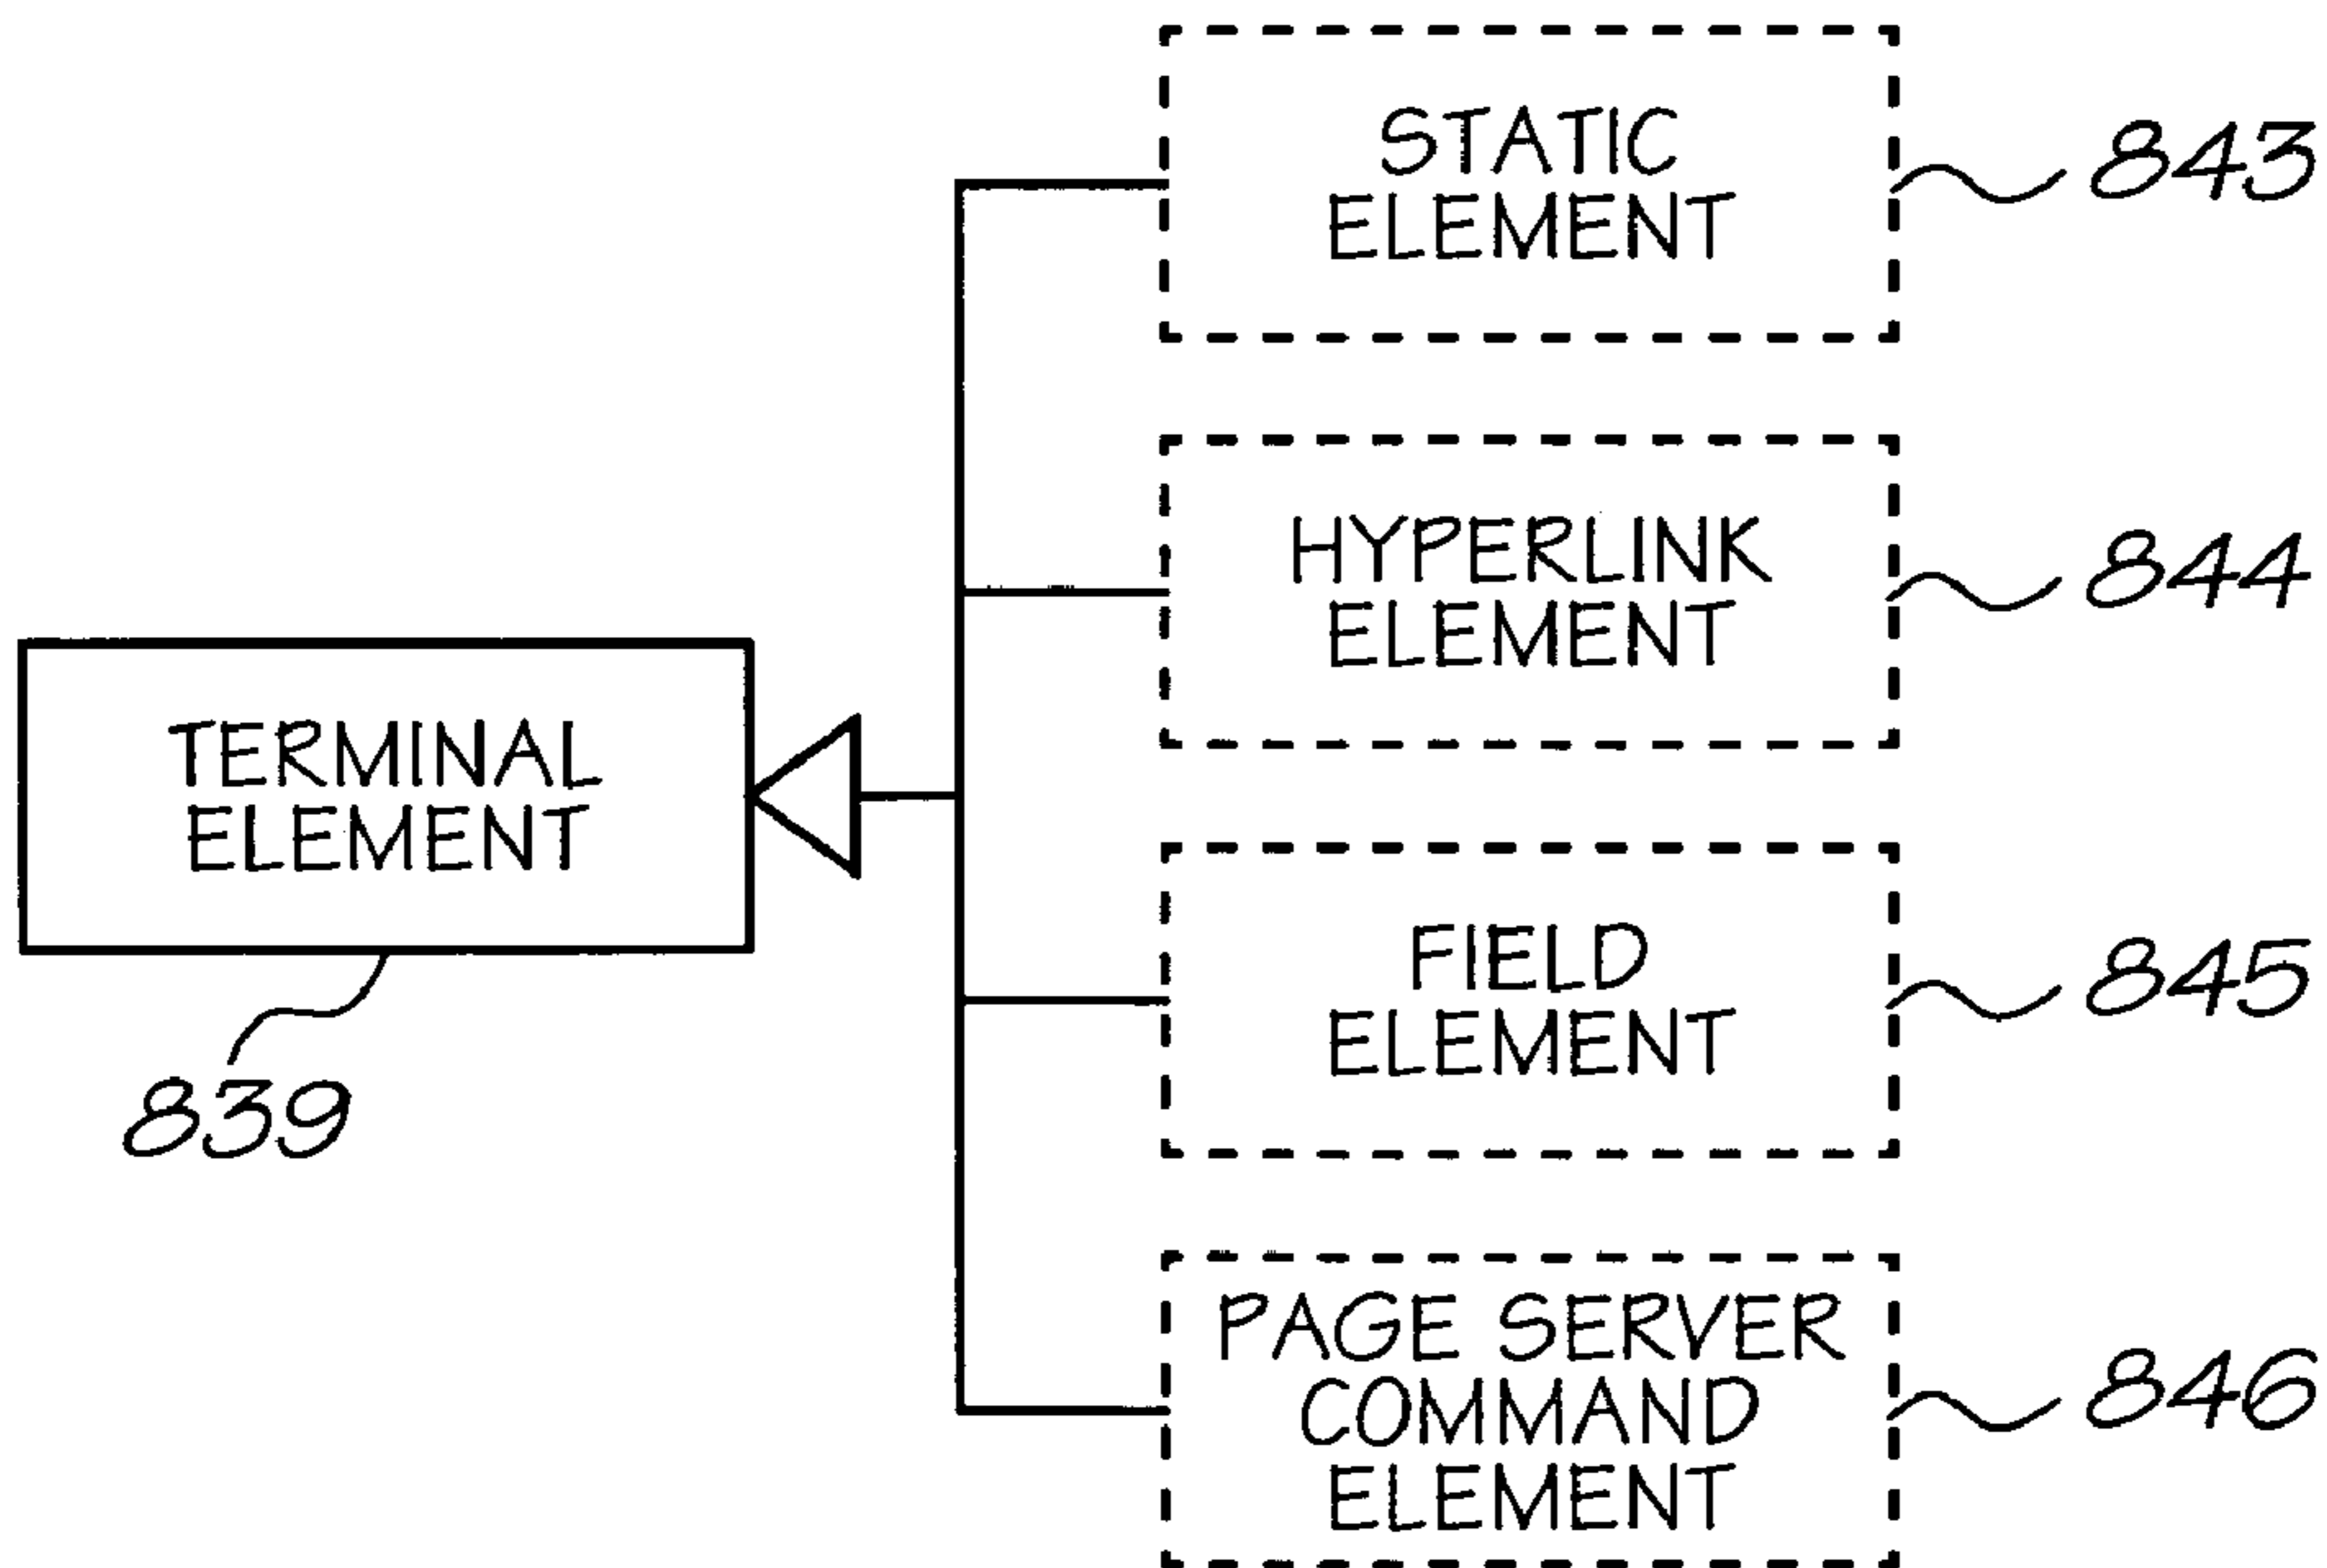 STATIC
ELEMENT
843
HYPERLINK
ELEMENT
844
TERMINAL
ELEMENT
839
FIELD
ELEMENT
845
PAGE SERVER
COMMAND
ELEMENT
846